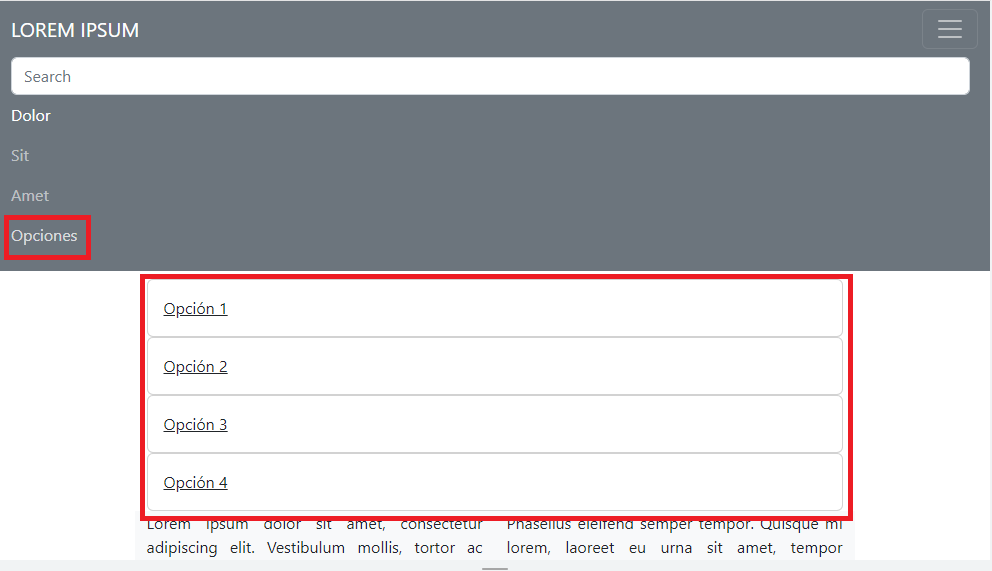 LOREM IPSUM
Search
Dolor
Sit
Amet
Opciones
Opción 1
Opción 2
Opción 3
Opción 4
Lorem ipsum dolor sit amet, consectetur
adipiscing elit. Vestibulum mollis, tortor ac
Phasellus eleifend semper tempor. Quisque mi
lorem, laoreet eu urna sit amet, tempor